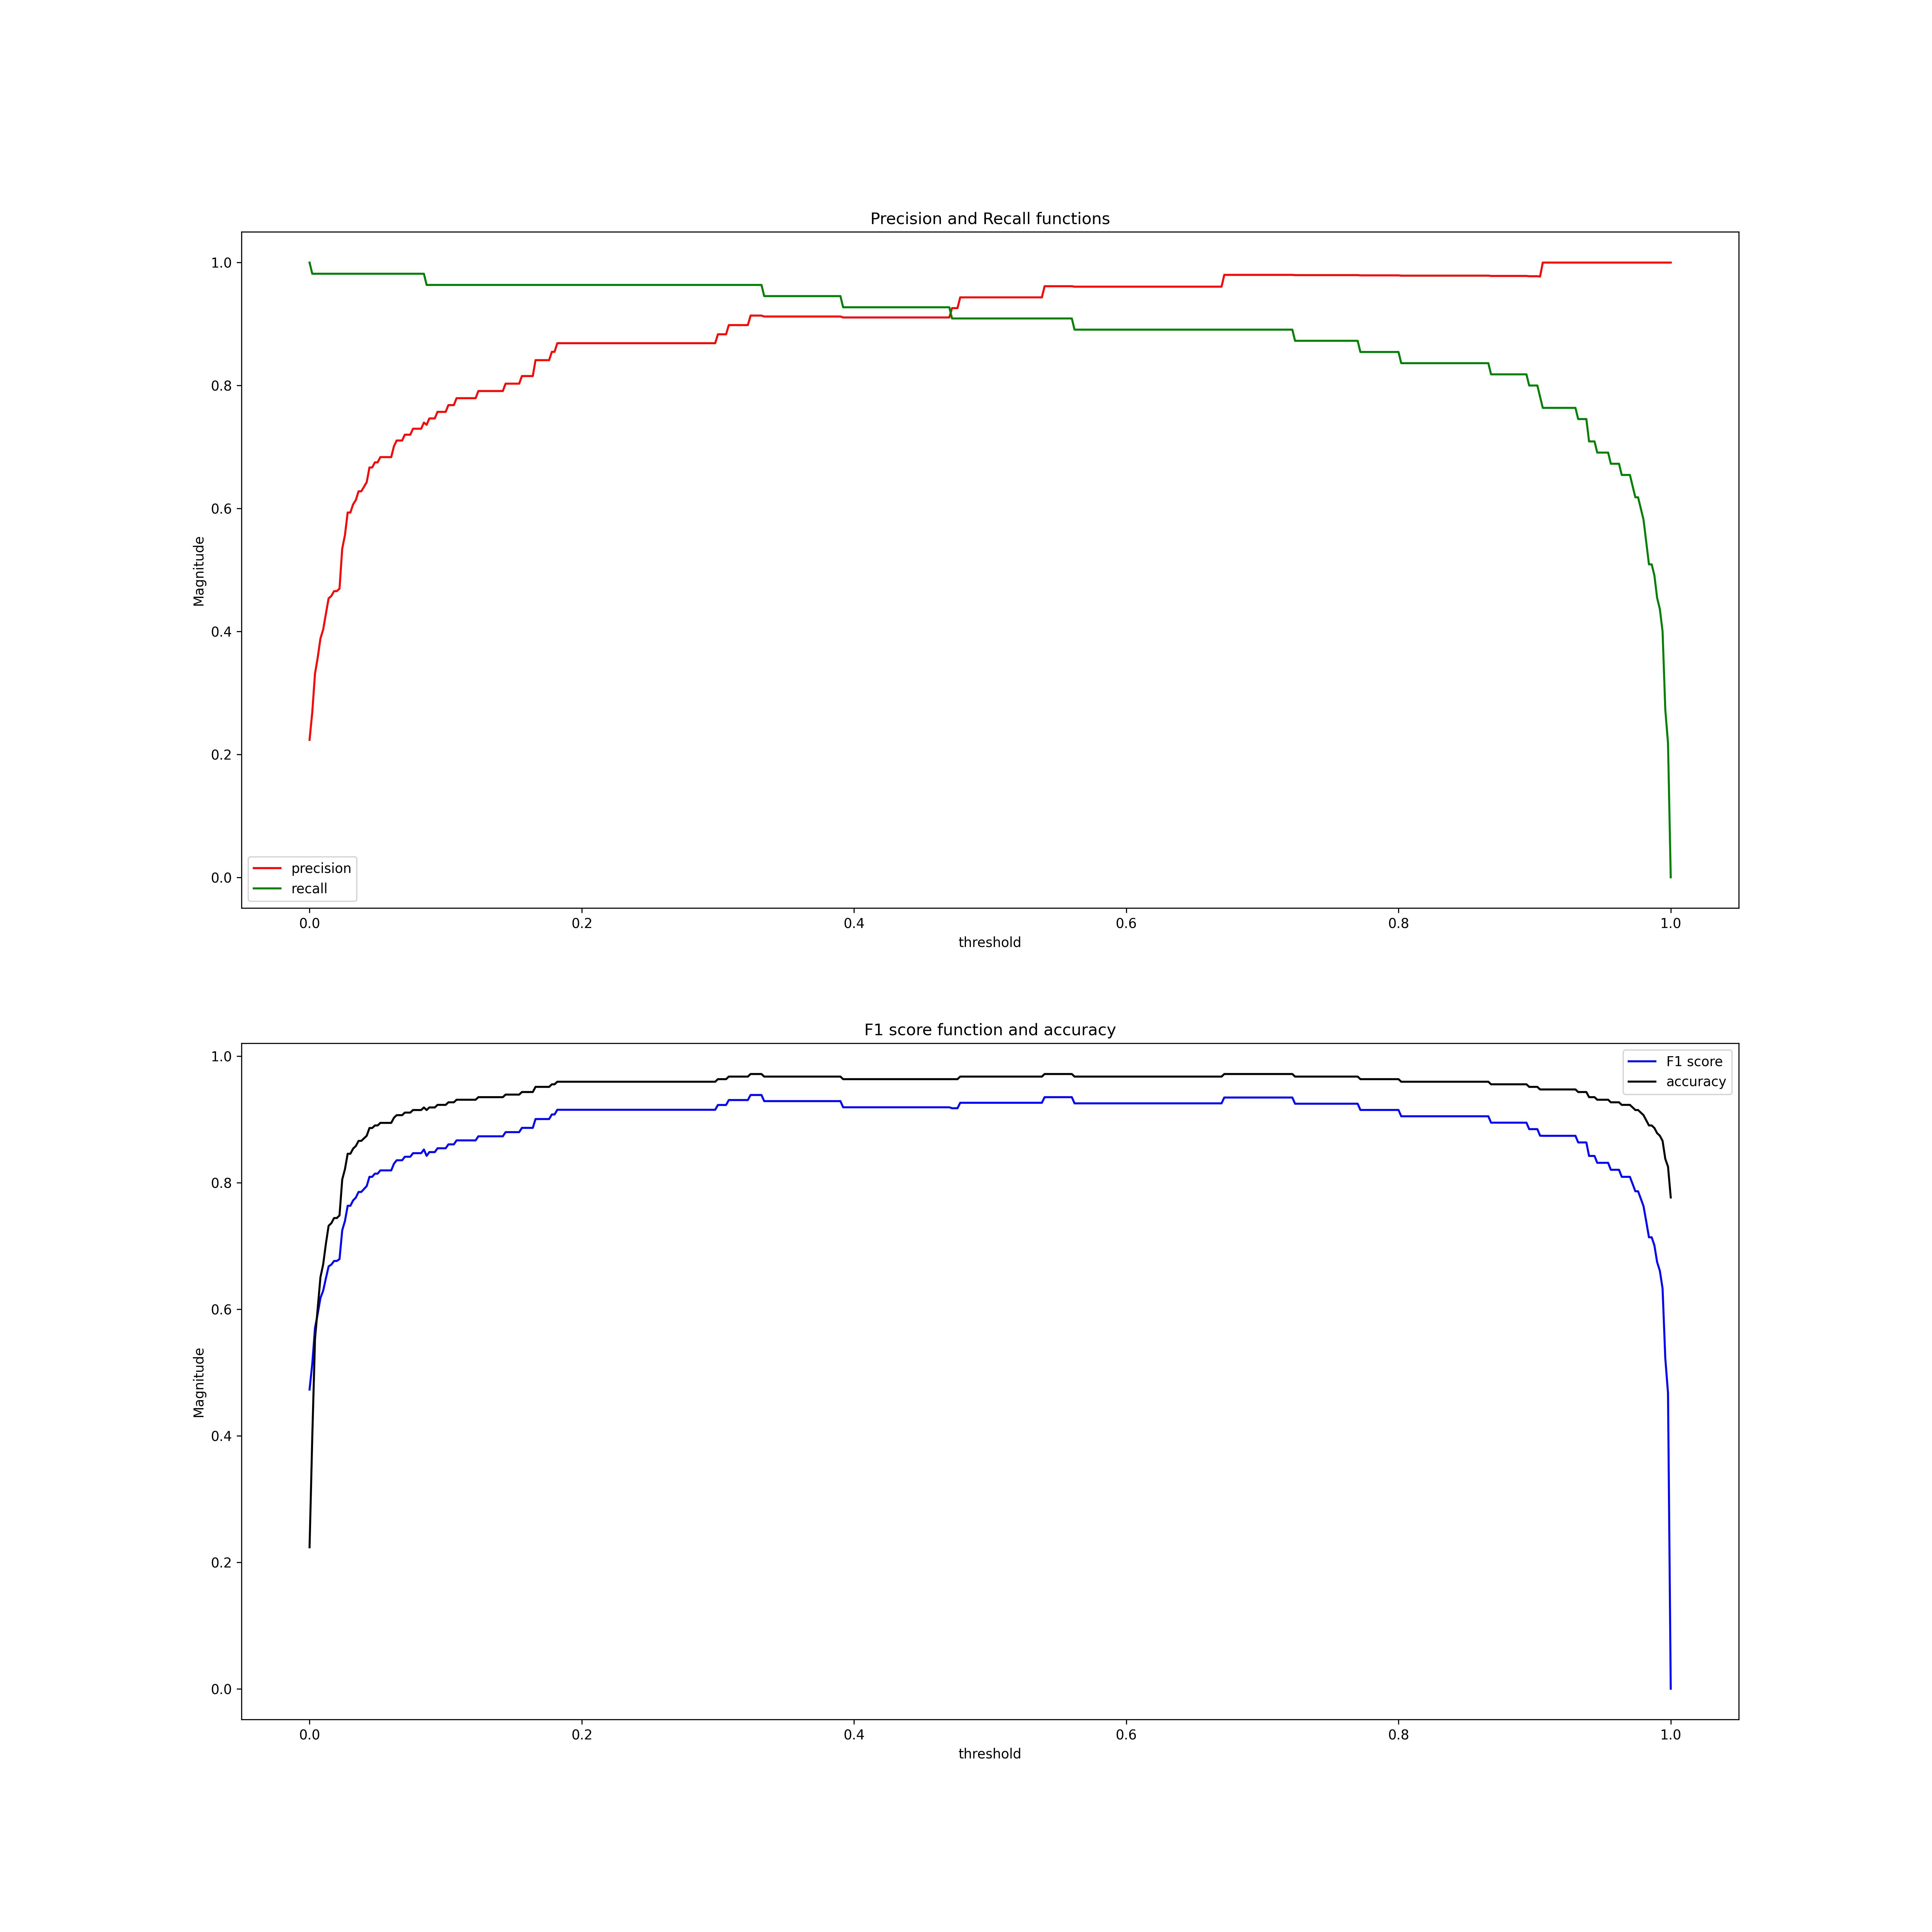 Precision and Recall functions
1.0
0.8
0.6
0.4
0.2
0.0
Magnitude
precision
recall
0.0 0.2 0.4 0.6 0.8 1.0
threshold
F1 score function and accuracy
1.0
0.8
0.6
0.4
0.2
0.0
Magnitude
F1 score
accuracy
0.0 0.2 0.4 0.6 0.8 1.0
threshold